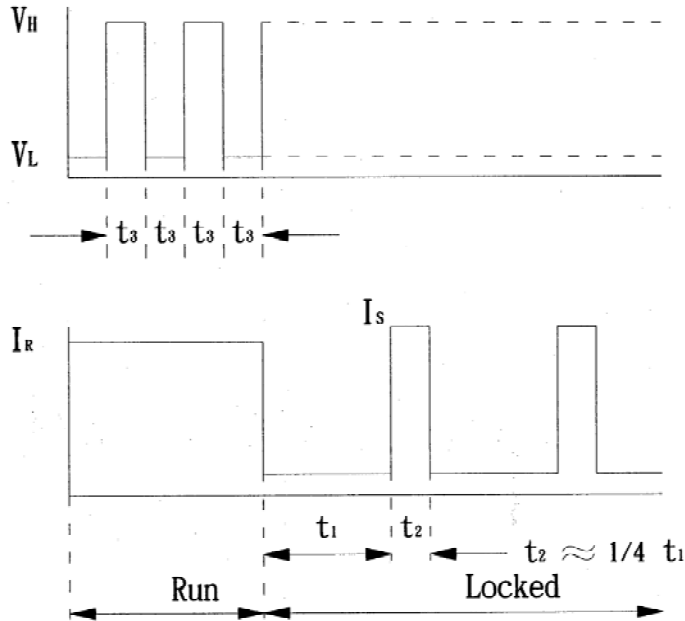 VH
VL
t3 t3 t3 t3
IS
IR
t1 t2
t2 ≈ 1/4 t1
Run Locked